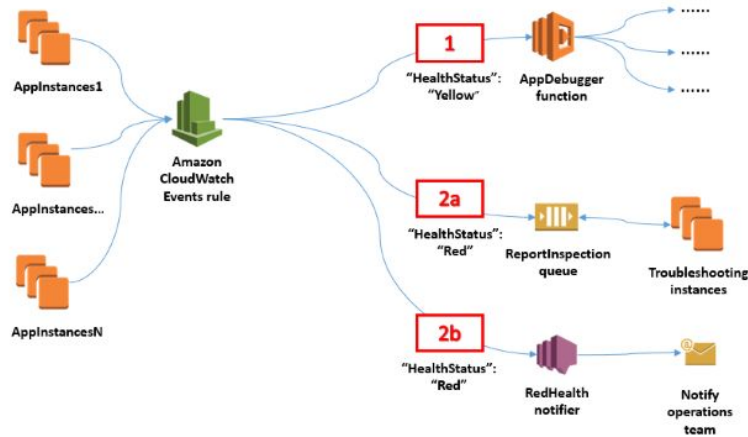 AppInstances1
AppInstances...
AppInstancesN
Amazon
CloudWatch
Events rule
1
“HealthStatus”:
“Yellow”
AppDebugger
function
......
......
......
2a
“HealthStatus”:
“Red”
ReportInspection
queue
Troubleshooting
instances
2b
“HealthStatus”:
“Red”
RedHealth
notifier
@
Notify
operations
team